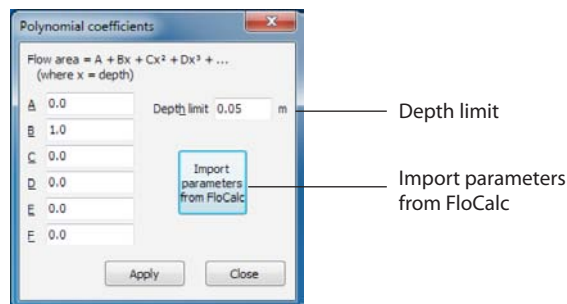 Polynomial coefficients
x
Flow area = A + Bx + Cx² + Dx³ + ...
(where x = depth)
A 0.0
Depth limit 0.05 m
Depth limit
B 1.0
C 0.0
D 0.0
E 0.0
F 0.0
Import
parameters
from FloCalc
Import parameters
from FloCalc
Apply
Close